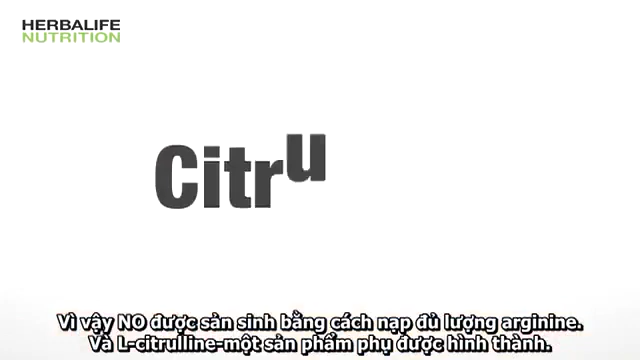 HERBALIFE
NUTRITION
Citru
Vì vậy NO được sản sinh bằng cách nạp đủ lượng arginine.
Và L-citrulline-một sản phẩm phụ được hình thành.